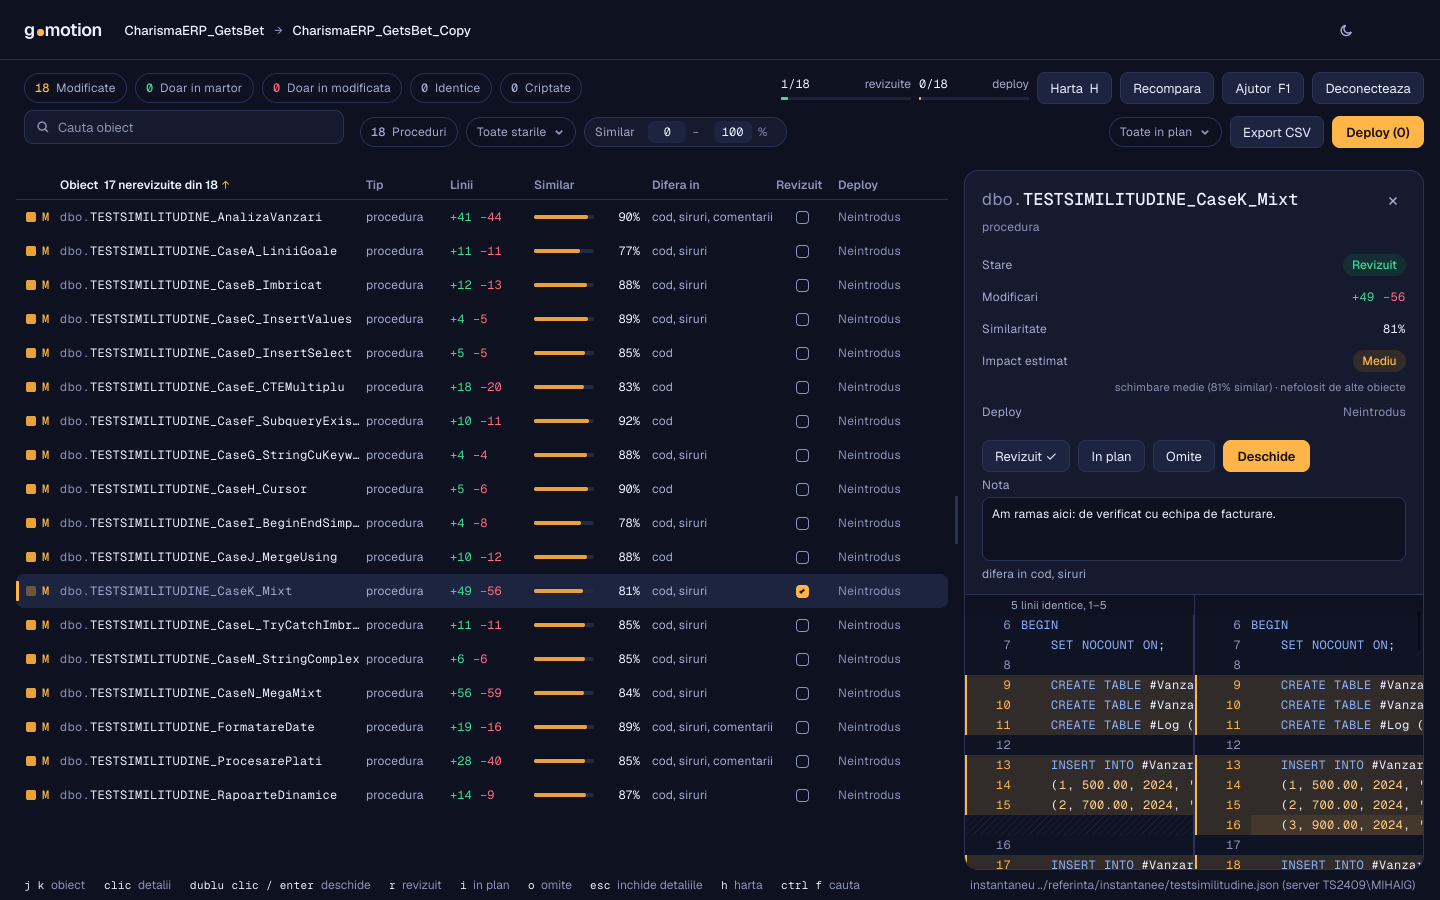 gomotion CharismaERP_GetsBet → CharismaERP_GetsBet_Copy
18 Modificate 0 Doar in martor 0 Doar in modificata 0 Identice 0 Criptate 1/18 revizuite 0/18 deploy Harta H Recompara Ajutor F1 Deconecteaza
Cauta obiect 18 Proceduri Toate starile Similar 0 – 100 % Toate in plan Export CSV Deploy (0)
Obiect 17 nerevizuite din 18 ↑ Tip Linii Similar Difera in Revizuit Deploy
M dbo.TESTSIMILITUDINE_AnalizaVanzari procedura +41 −44 90% cod, siruri, comentarii Neintrodus
M dbo.TESTSIMILITUDINE_CaseA_LiniiGoale procedura +11 −11 77% cod, siruri Neintrodus
M dbo.TESTSIMILITUDINE_CaseB_Imbricat procedura +12 −13 88% cod, siruri Neintrodus
M dbo.TESTSIMILITUDINE_CaseC_InsertValues procedura +4 −5 89% cod, siruri Neintrodus
M dbo.TESTSIMILITUDINE_CaseD_InsertSelect procedura +5 −5 85% cod Neintrodus
M dbo.TESTSIMILITUDINE_CaseE_CTEMultiplu procedura +18 −20 83% cod Neintrodus
M dbo.TESTSIMILITUDINE_CaseF_SubqueryExis… procedura +10 −11 92% cod Neintrodus
M dbo.TESTSIMILITUDINE_CaseG_StringCuKeyw… procedura +4 −4 88% cod, siruri Neintrodus
M dbo.TESTSIMILITUDINE_CaseH_Cursor procedura +5 −6 90% cod Neintrodus
M dbo.TESTSIMILITUDINE_CaseI_BeginEndSimp… procedura +4 −8 78% cod, siruri Neintrodus
M dbo.TESTSIMILITUDINE_CaseJ_MergeUsing procedura +10 −12 88% cod Neintrodus
M dbo.TESTSIMILITUDINE_CaseK_Mixt procedura +49 −56 81% cod, siruri Neintrodus
M dbo.TESTSIMILITUDINE_CaseL_TryCatchImbr… procedura +11 −11 85% cod, siruri Neintrodus
M dbo.TESTSIMILITUDINE_CaseM_StringComplex procedura +6 −6 85% cod, siruri Neintrodus
M dbo.TESTSIMILITUDINE_CaseN_MegaMixt procedura +56 −59 84% cod, siruri Neintrodus
M dbo.TESTSIMILITUDINE_FormatareDate procedura +19 −16 89% cod, siruri, comentarii Neintrodus
M dbo.TESTSIMILITUDINE_ProcesarePlati procedura +28 −40 85% cod, siruri, comentarii Neintrodus
M dbo.TESTSIMILITUDINE_RapoarteDinamice procedura +14 −9 87% cod, siruri Neintrodus
dbo.TESTSIMILITUDINE_CaseK_Mixt ×
procedura
Stare Revizuit
Modificari +49 −56
Similaritate 81%
Impact estimat Mediu
schimbare medie (81% similar) · nefolosit de alte obiecte
Deploy Neintrodus
Revizuit ✓ In plan Omite Deschide
Nota
Am ramas aici: de verificat cu echipa de facturare.
difera in cod, siruri
5 linii identice, 1–5
6 BEGIN 6 BEGIN
7 SET NOCOUNT ON; 7 SET NOCOUNT ON;
8 8
9 CREATE TABLE #Vanza 9 CREATE TABLE #Vanza
10 CREATE TABLE #Vanza 10 CREATE TABLE #Vanza
11 CREATE TABLE #Log ( 11 CREATE TABLE #Log (
12 12
13 INSERT INTO #Vanzar 13 INSERT INTO #Vanzar
14 (1, 500.00, 2024, ' 14 (1, 500.00, 2024, '
15 (2, 700.00, 2024, ' 15 (2, 700.00, 2024, '
16 (3, 900.00, 2024, '
16 17
17 INSERT INTO #Vanzar 18 INSERT INTO #Vanzar
j k obiect clic detalii dublu clic / enter deschide r revizuit i in plan o omite esc inchide detaliile h harta ctrl f cauta instantaneu ../referinta/instantanee/testsimilitudine.json (server TS2409\MIHAIG)